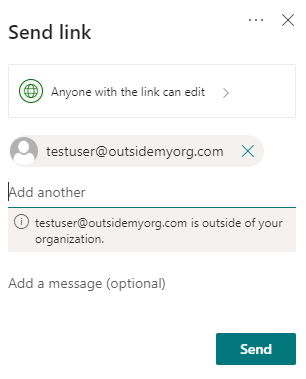 Send link
Anyone with the link can edit
testuser@outsidemyorg.com
Add another
testuser@outsidemyorg.com is outside of your
organization.
Add a message (optional)
Send